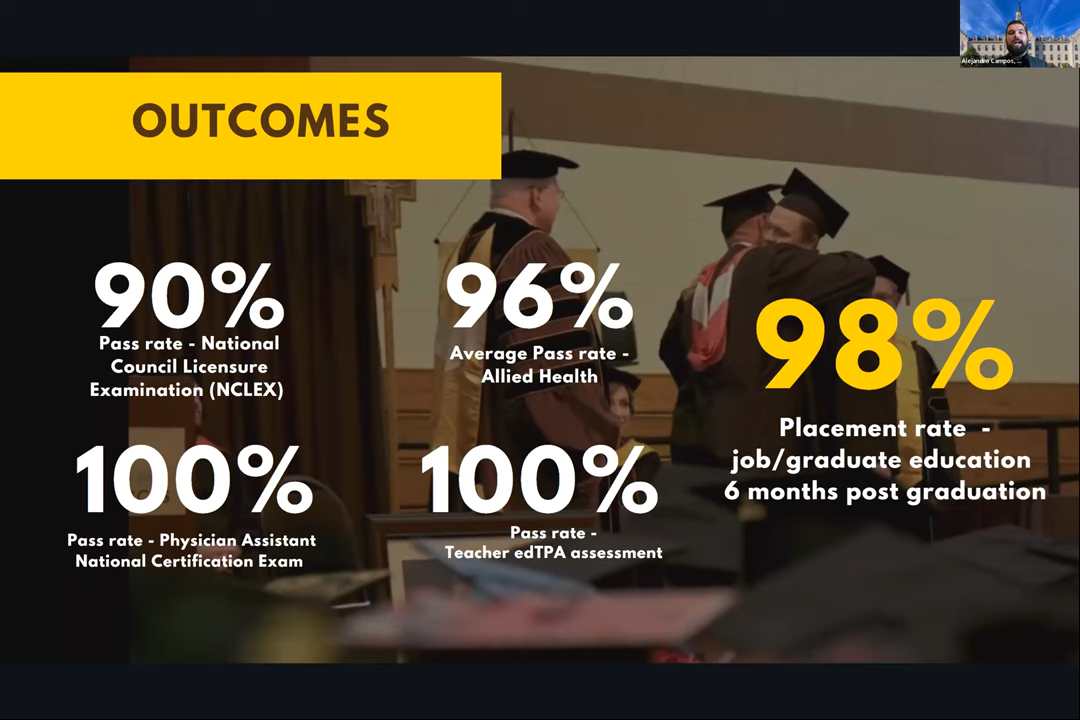 Alejandro Campos, ...
OUTCOMES
90%
Pass rate - National
Council Licensure
Examination (NCLEX)
96%
Average Pass rate -
Allied Health
98%
Placement rate -
job/graduate education
6 months post graduation
100%
Pass rate - Physician Assistant
National Certification Exam
100%
Pass rate -
Teacher edTPA assessment